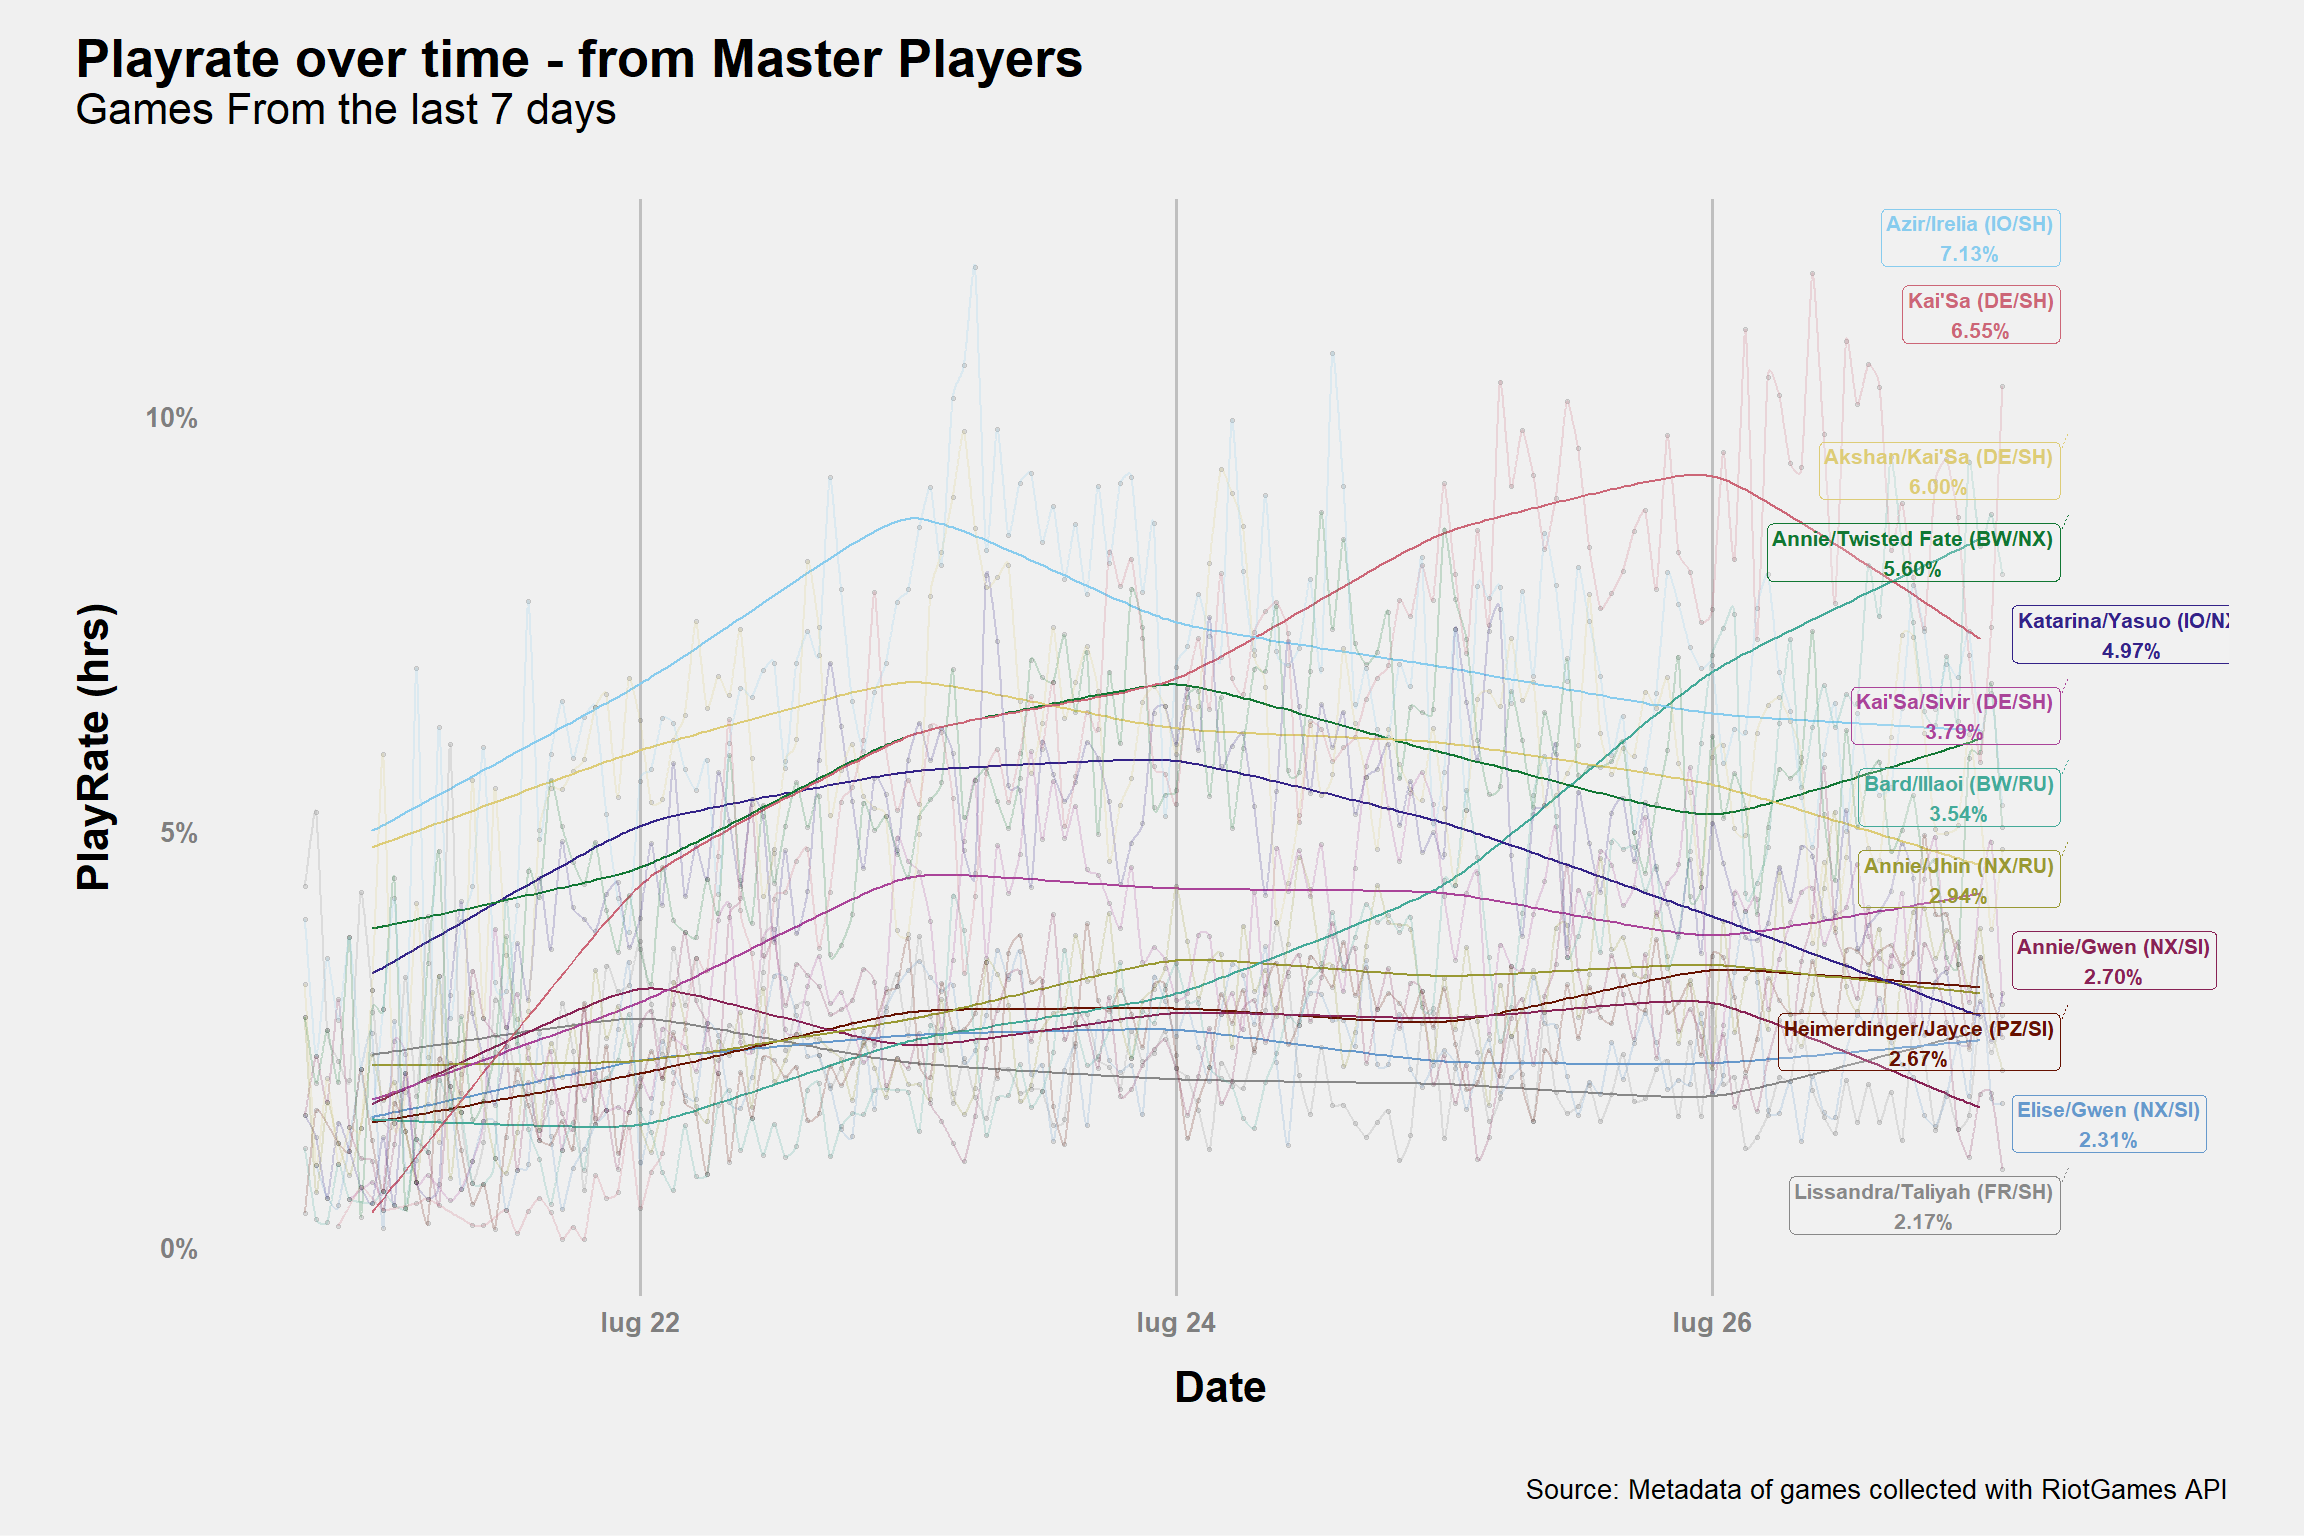 Playrate over time - from Master Players
Games From the last 7 days
PlayRate (hrs)
10%
5%
0%
Azir/Irelia (IO/SH)
7.13%
Kai'Sa (DE/SH)
6.55%
Akshan/Kai'Sa (DE/SH)
6.00%
Annie/Twisted Fate (BW/NX)
5.60%
Katarina/Yasuo (IO/NX
4.97%
Kai'Sa/Sivir (DE/SH)
3.79%
Bard/Illaoi (BW/RU)
3.54%
Annie/Jhin (NX/RU)
2.94%
Annie/Gwen (NX/SI)
2.70%
Heimerdinger/Jayce (PZ/SI)
2.67%
Elise/Gwen (NX/SI)
2.31%
Lissandra/Taliyah (FR/SH)
2.17%
lug 22
lug 24
lug 26
Date
Source: Metadata of games collected with RiotGames API